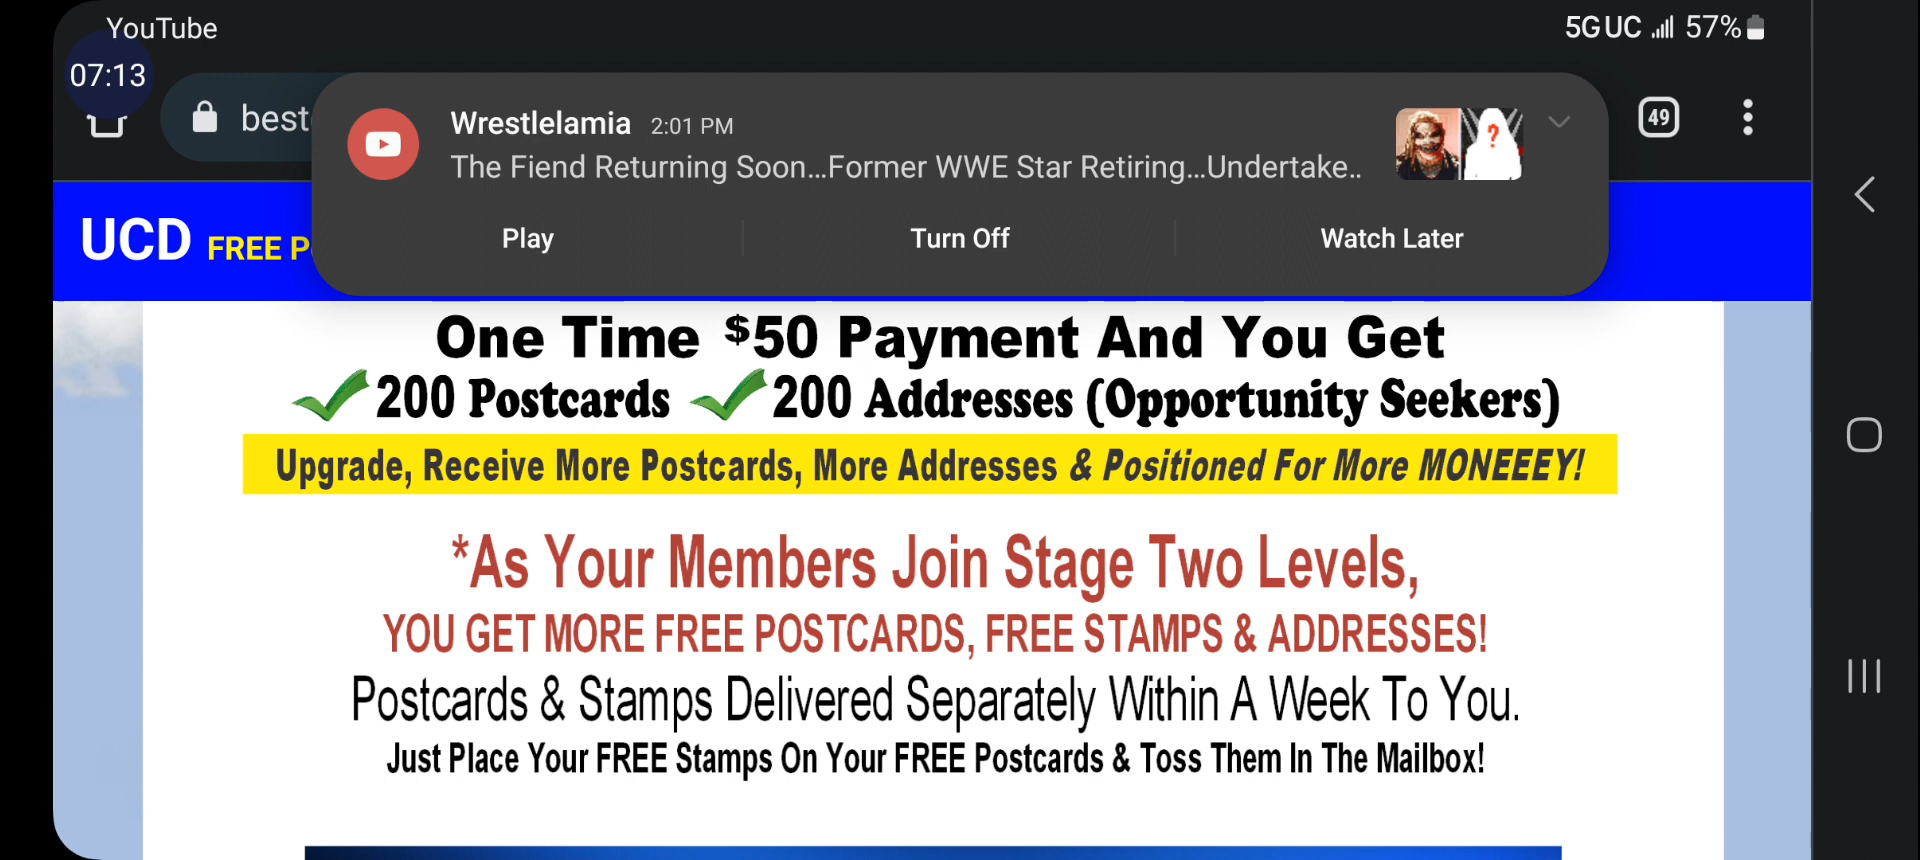 YouTube
5G UC 57%
07:13
best
49
Wrestlelamia 2:01 PM
The Fiend Returning Soon...Former WWE Star Retiring...Undertake..
?
Play Turn Off Watch Later
UCD FREE P
One Time $50 Payment And You Get
200 Postcards 200 Addresses (Opportunity Seekers)
Upgrade, Receive More Postcards, More Addresses & Positioned For More MONEEEY!
*As Your Members Join Stage Two Levels,
YOU GET MORE FREE POSTCARDS, FREE STAMPS & ADDRESSES!
Postcards & Stamps Delivered Separately Within A Week To You.
Just Place Your FREE Stamps On Your FREE Postcards & Toss Them In The Mailbox!